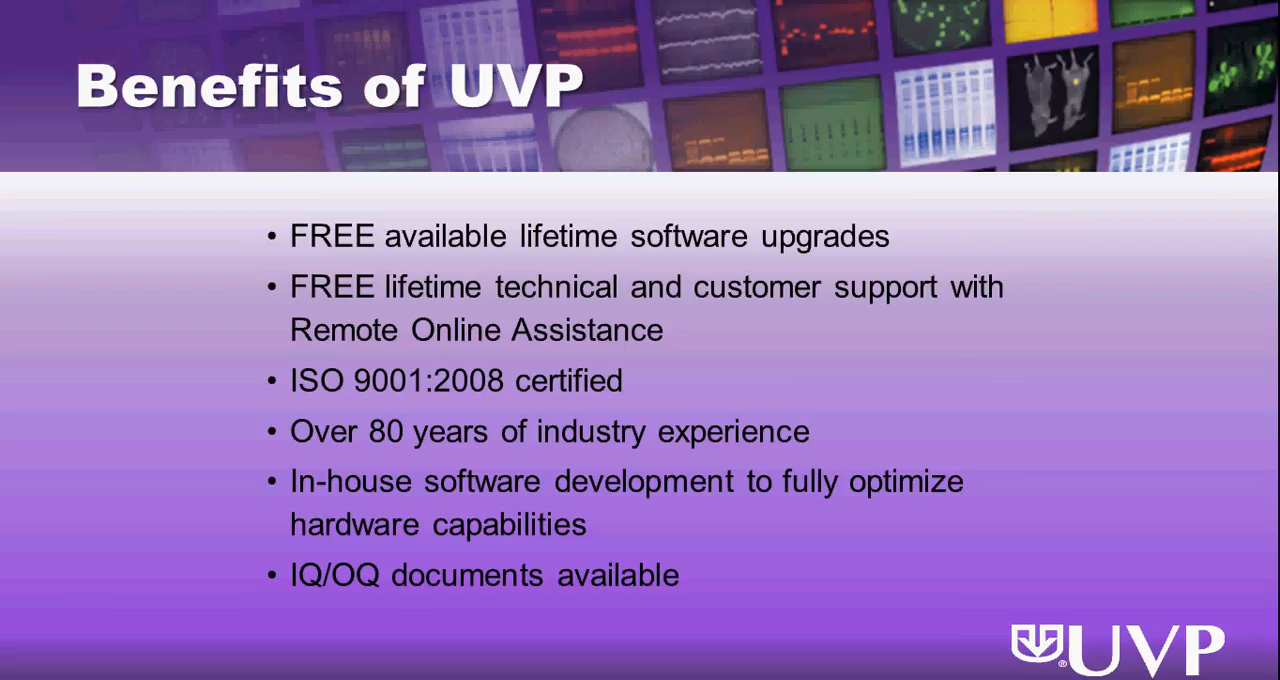 Benefits of UVP
• FREE available lifetime software upgrades
• FREE lifetime technical and customer support with
Remote Online Assistance
• ISO 9001:2008 certified
• Over 80 years of industry experience
• In-house software development to fully optimize
hardware capabilities
• IQ/OQ documents available
® UVP